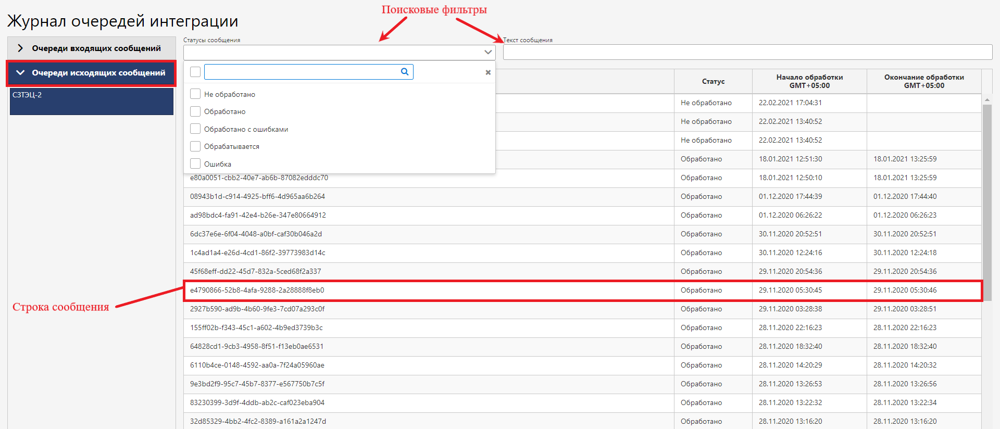 Поисковые фильтры
Журнал очередей интеграции
Очереди входящих сообщений
Очереди исходящих сообщений
СЗТЭЦ-2
Статусы сообщения
Текст сообщения
Не обработано
Обработано
Обработано с ошибками
Обрабатывается
Ошибка
Статус
Начало обработки
GMT+05:00
Окончание обработки
GMT+05:00
Не обработано 22.02.2021 17:04:31
Не обработано 22.02.2021 13:40:52
Не обработано 22.02.2021 13:40:52
Обработано 18.01.2021 12:51:30 18.01.2021 13:25:59
e80a0051-cbb2-40e7-ab6b-87082edddc70 Обработано 18.01.2021 12:50:10 18.01.2021 13:25:59
08943b1d-c914-4925-bff6-4d965aa6b264 Обработано 01.12.2020 17:44:39 01.12.2020 17:44:40
ad98bdc4-fa91-42e4-b26e-347e80664912 Обработано 01.12.2020 06:26:22 01.12.2020 06:26:23
6dc37e6e-6f04-4048-a0bf-caf30b046a2d Обработано 30.11.2020 20:52:51 30.11.2020 20:52:51
1c4ad1a4-e26d-4cd1-86f2-39773983d14c Обработано 30.11.2020 12:24:16 30.11.2020 12:24:18
45f68eff-dd22-45d7-832a-5ced68f2a337 Обработано 29.11.2020 20:54:36 29.11.2020 20:54:36
e4790866-52b8-4afa-9288-2a28888f8eb0 Обработано 29.11.2020 05:30:45 29.11.2020 05:30:46
Строка сообщения
2927b590-ad9b-4b60-9fe3-7cd07a293c0f Обработано 29.11.2020 03:28:38 29.11.2020 03:28:51
155ff02b-f343-45c1-a602-4b9ed3739b3c Обработано 28.11.2020 22:16:23 28.11.2020 22:16:23
64828cd1-9cb3-4958-8f51-f13eb0ae6531 Обработано 28.11.2020 18:32:40 28.11.2020 18:32:40
6110b4ce-0148-4592-aa0a-7f24a05960ae Обработано 28.11.2020 14:20:29 28.11.2020 14:20:32
9e3bd2f9-95c7-45b7-8377-e567750b7c5f Обработано 28.11.2020 13:26:53 28.11.2020 13:26:56
83230399-3d9f-4ddb-ab2c-caf023eba904 Обработано 28.11.2020 13:22:32 28.11.2020 13:22:34
32d85329-4bb2-4fc2-8389-a161a2a1247d Обработано 28.11.2020 13:16:20 28.11.2020 13:16:20